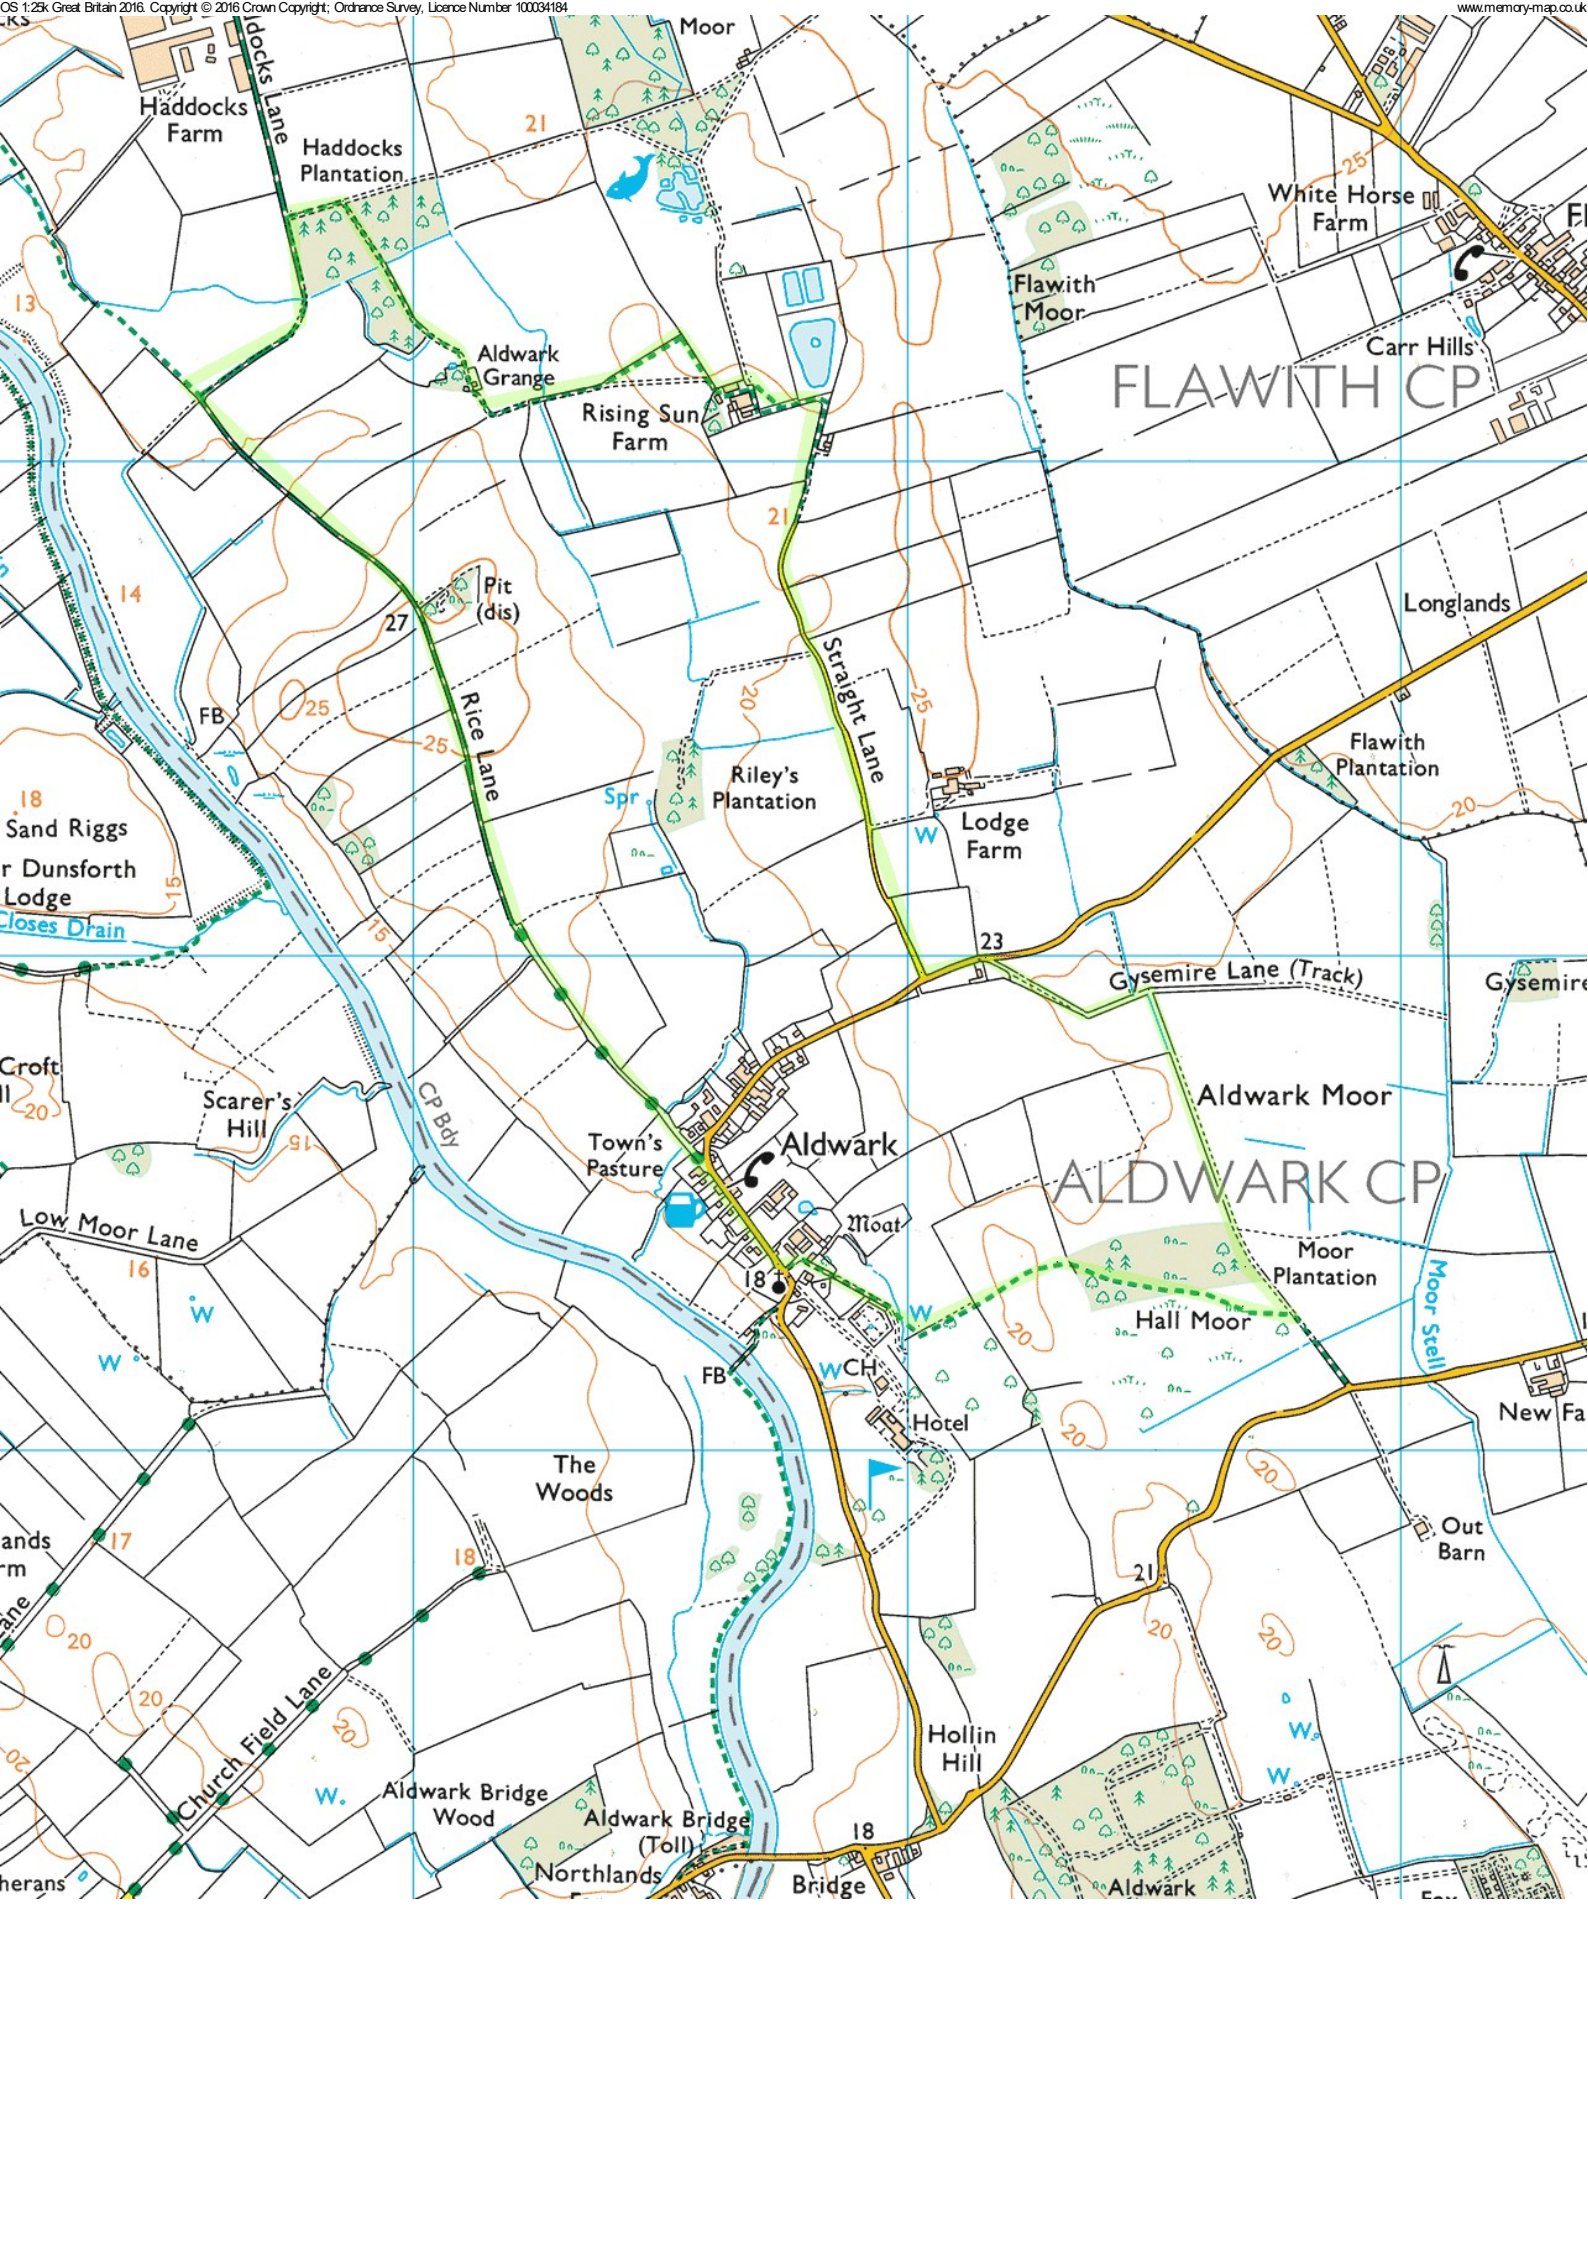 OS 1:25k Great Britain 2016. Copyright © 2016 Crown Copyright; Ordnance Survey, Licence Number 100034184
www.memory-map.co.uk
Moor
Haddocks
Farm
Haddocks
Plantation
21
25
White Horse
Farm
13
Flawith
Moor
Carr Hills
FLAWITH CP
Aldwark
Grange
Rising Sun
Farm
21
14
Pit
(dis)
27
Longlands
Straight Lane
Rice Lane
FB
25
25
20
25
Flawith
Plantation
Spr
Riley's
Plantation
18
Sand Riggs
20
W
Lodge
Farm
r Dunsforth
Lodge
15
Closes Drain
15
23
Gysemire Lane (Track)
Gysemire
Croft
20
Scarer's
Hill
15
CP Bdy
Aldwark Moor
Town's
Pasture
Aldwark
ALDWARK CP
Moat
Low Moor Lane
16
W
18
Moor
Plantation
W
20
Hall Moor
Moor Stell
W
FB
W
CH
Hotel
20
New Fa
The
Woods
20
Out
Barn
ands
rm
17
18
21
20
20
20
20
Church Field Lane
20
20
Hollin
Hill
W
W
W
Aldwark Bridge
Wood
Aldwark Bridge
(Toll)
18
herans
Northlands
Bridge
Aldwark